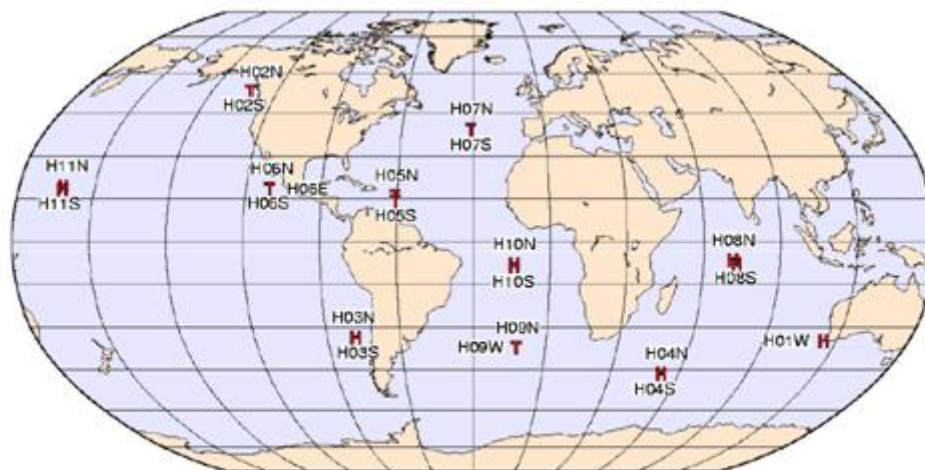 H02N
T
H02S
H07N
T
H07S
H11N
H
H11S
H06N
T H06E
H06S
H05N
T
H05S
H10N
H
H10S
H08N
H
H08S
H03N
H
H03S
H09N
H09W T
H01W H
H04N
H
H04S